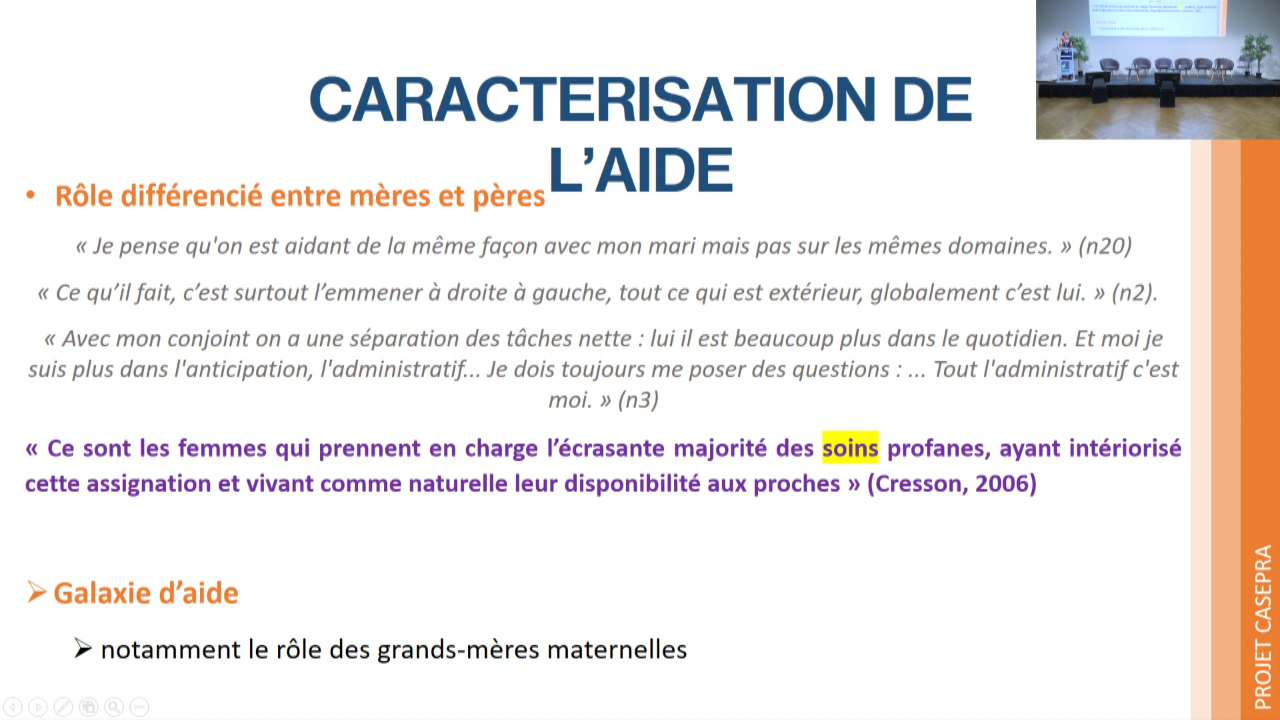 CARACTERISATION DE
L’AIDE
• Rôle différencié entre mères et pères
« Je pense qu'on est aidant de la même façon avec mon mari mais pas sur les mêmes domaines. » (n20)
« Ce qu’il fait, c’est surtout l’emmener à droite à gauche, tout ce qui est extérieur, globalement c’est lui. » (n2).
« Avec mon conjoint on a une séparation des tâches nette : lui il est beaucoup plus dans le quotidien. Et moi je
suis plus dans l'anticipation, l'administratif... Je dois toujours me poser des questions : ... Tout l'administratif c'est
moi. » (n3)
« Ce sont les femmes qui prennent en charge l’écrasante majorité des soins profanes, ayant intériorisé
cette assignation et vivant comme naturelle leur disponibilité aux proches » (Cresson, 2006)
➢ Galaxie d’aide
➢ notamment le rôle des grands-mères maternelles
PROJET CASEPRA